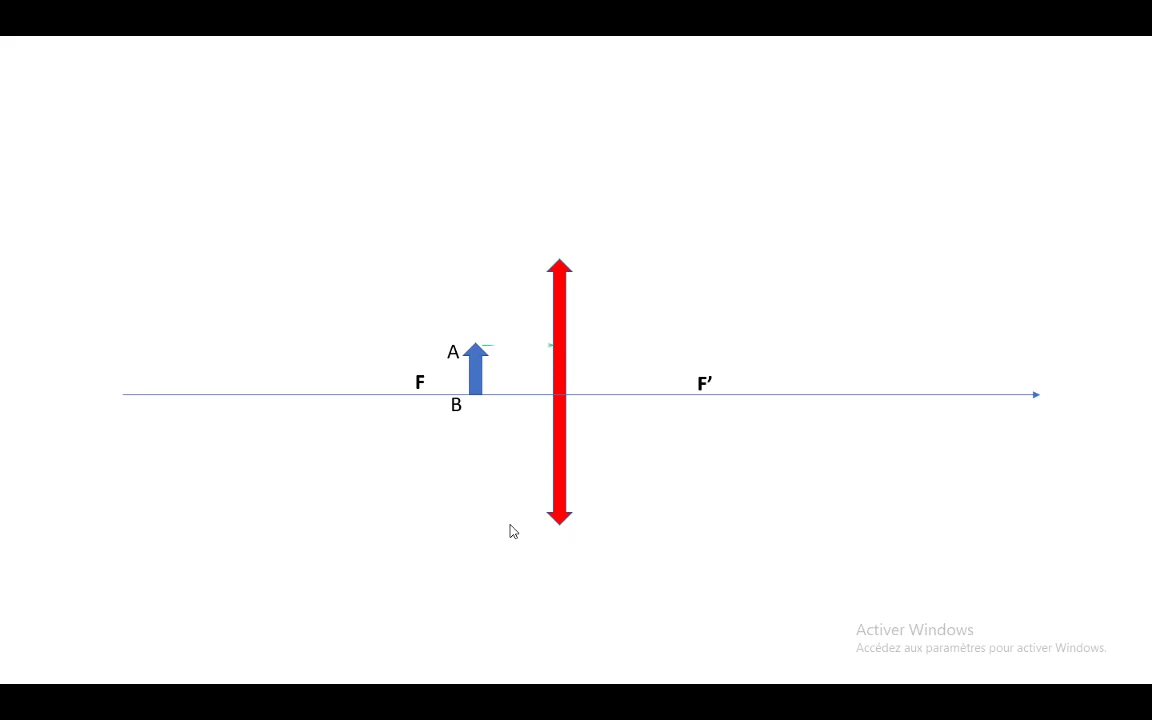 A
F
F’
B
Activer Windows
Accédez aux paramètres pour activer Windows.